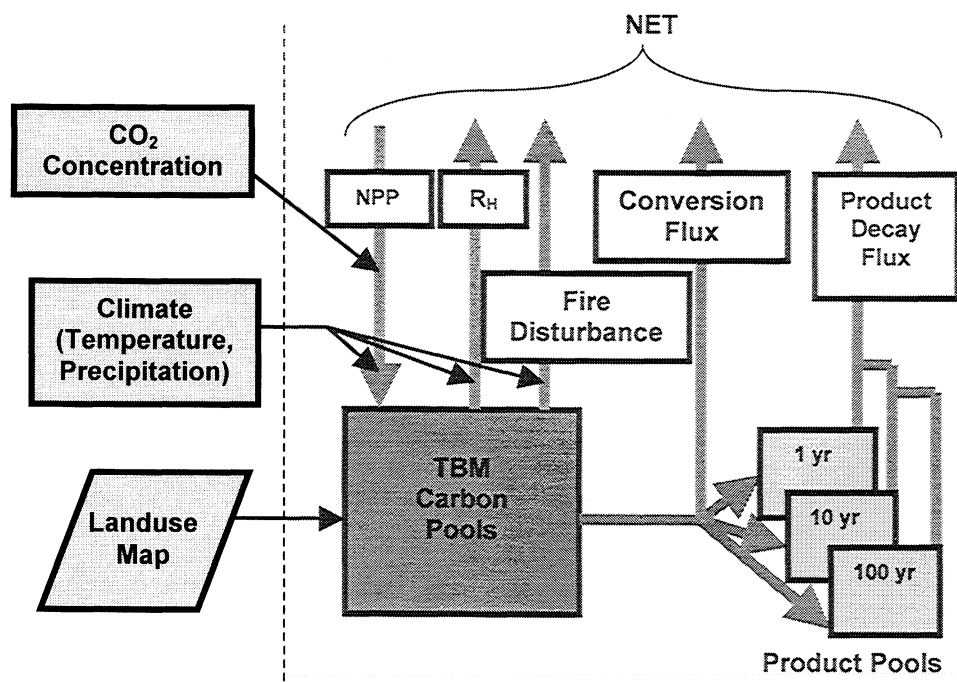 NET
CO₂
Concentration
NPP
R_H
Conversion
Flux
Product
Decay
Flux
Climate
(Temperature,
Precipitation)
Fire
Disturbance
TBM
Carbon
Pools
Landuse
Map
1 yr
10 yr
100 yr
Product Pools